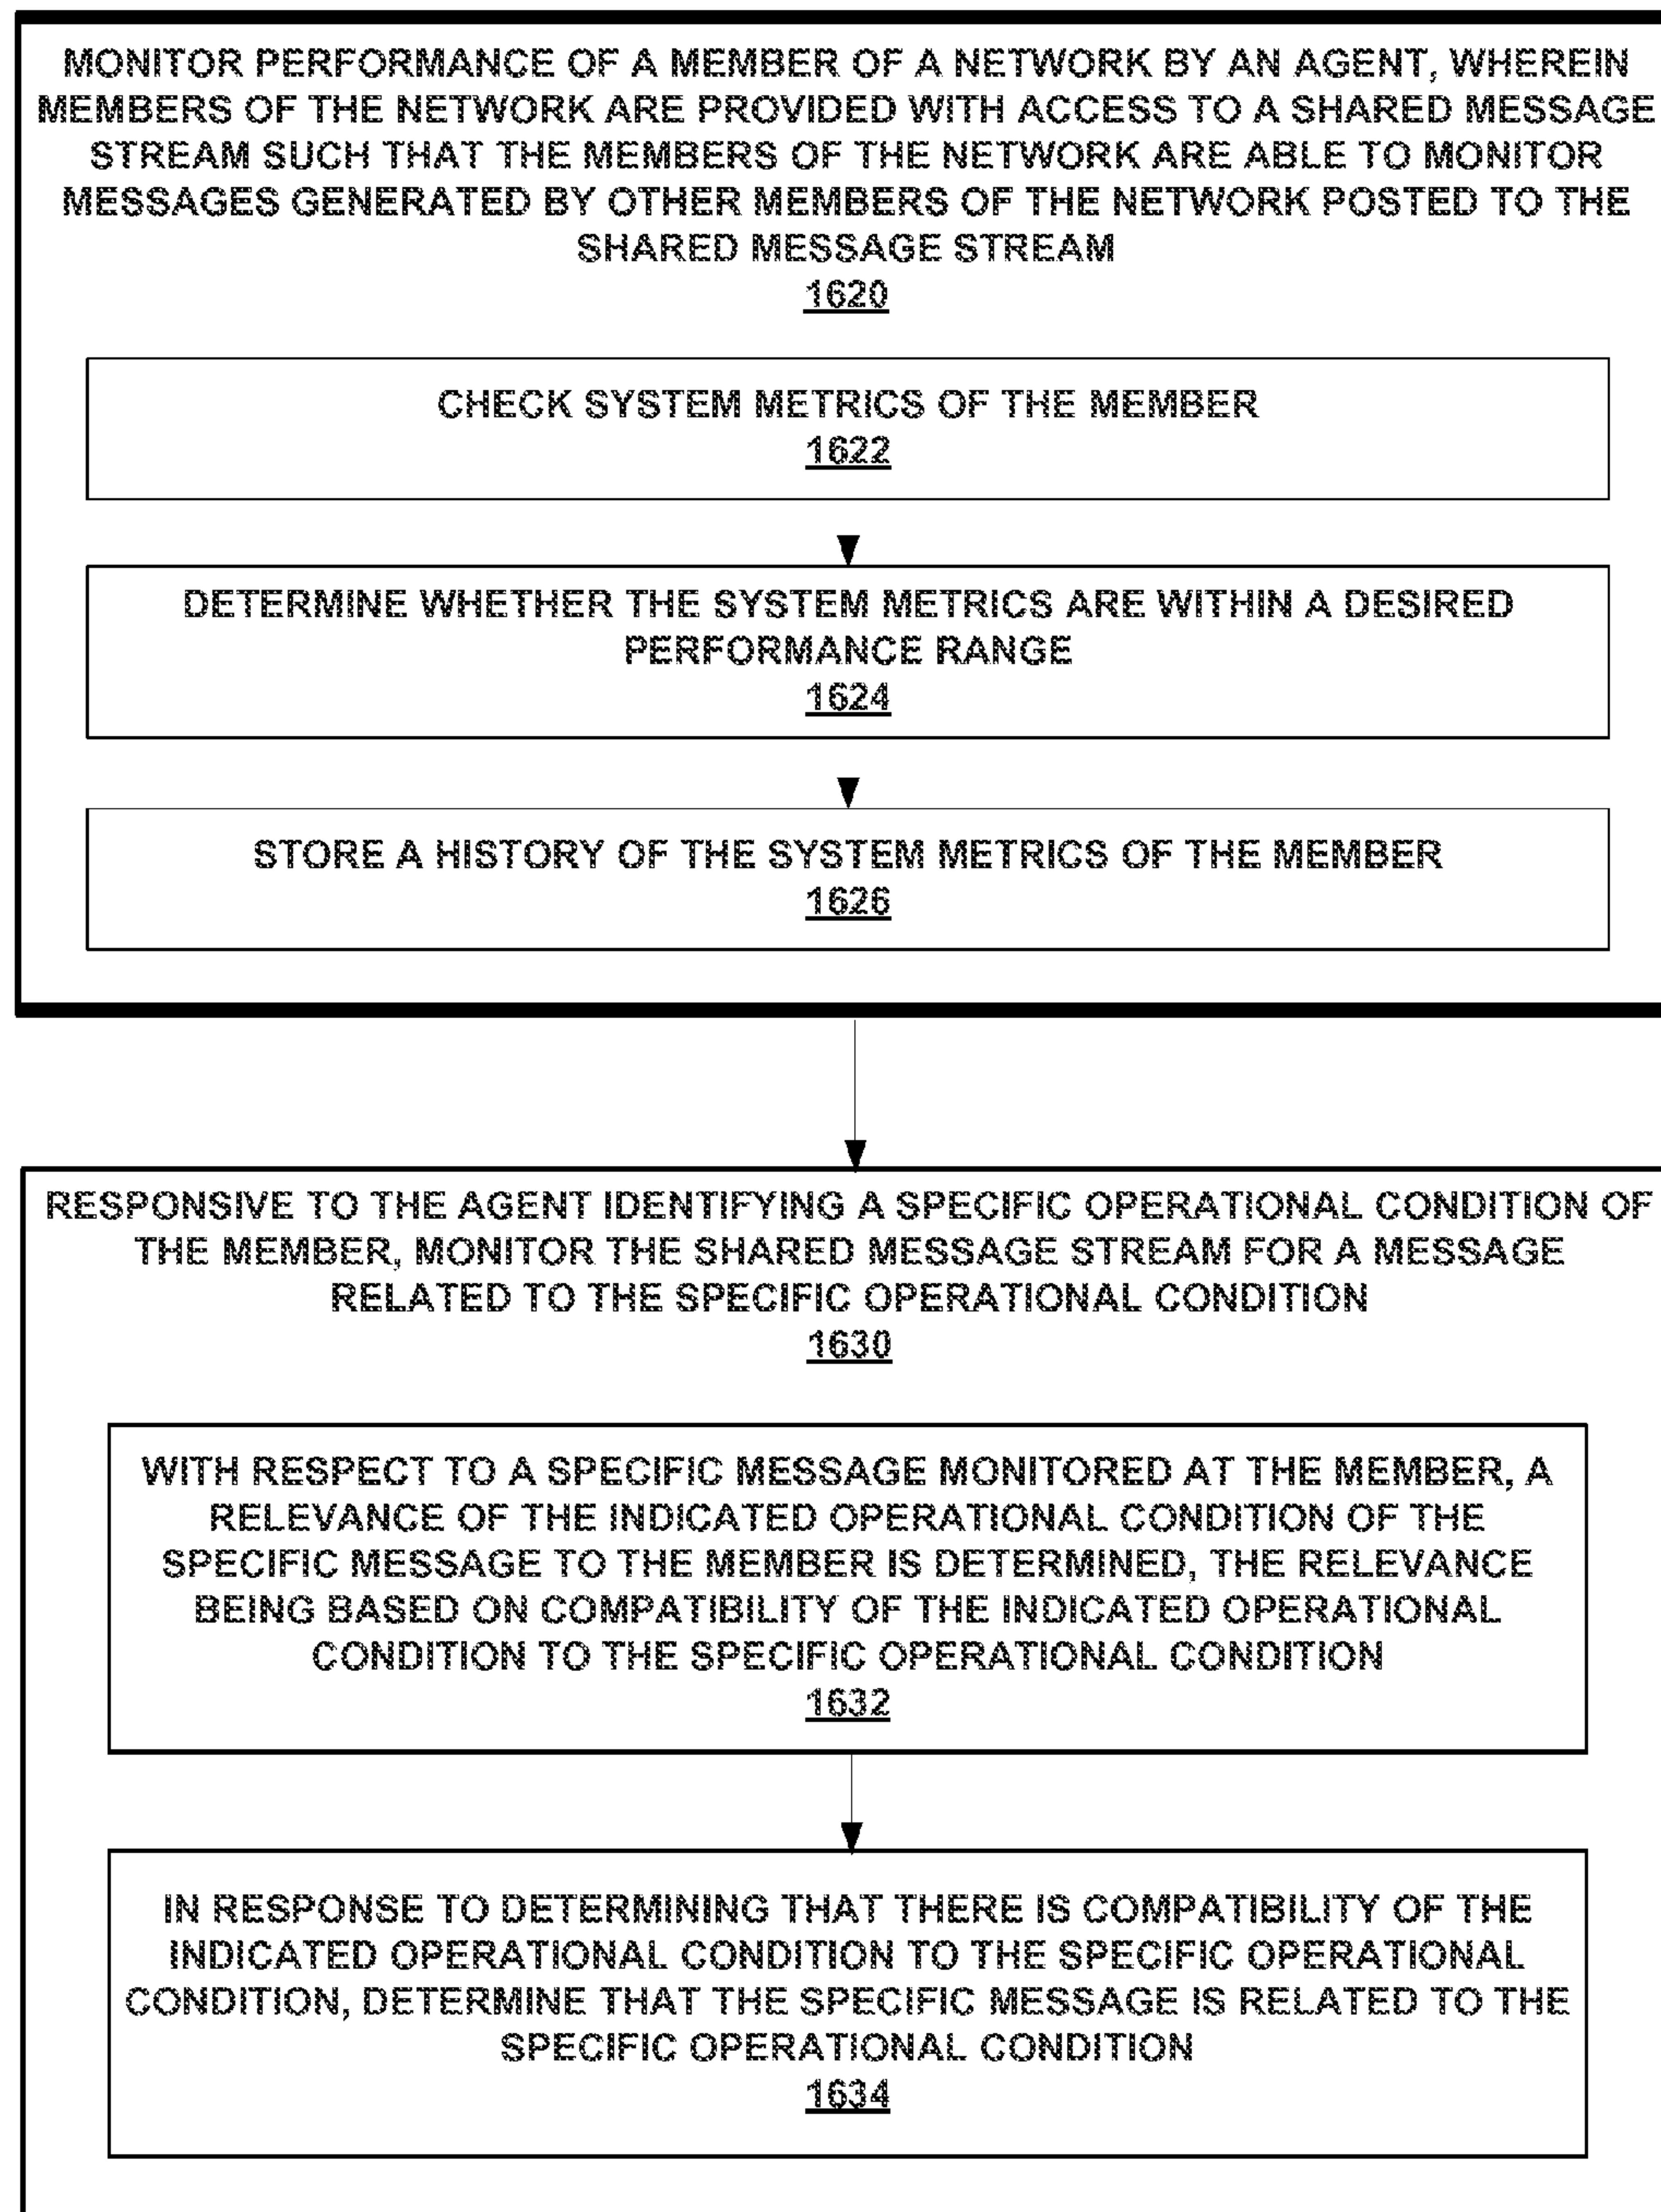 MONITOR PERFORMANCE OF A MEMBER OF A NETWORK BY AN AGENT, WHEREIN
MEMBERS OF THE NETWORK ARE PROVIDED WITH ACCESS TO A SHARED MESSAGE
STREAM SUCH THAT THE MEMBERS OF THE NETWORK ARE ABLE TO MONITOR
MESSAGES GENERATED BY OTHER MEMBERS OF THE NETWORK POSTED TO THE
SHARED MESSAGE STREAM
1620
CHECK SYSTEM METRICS OF THE MEMBER
1622
DETERMINE WHETHER THE SYSTEM METRICS ARE WITHIN A DESIRED
PERFORMANCE RANGE
1624
STORE A HISTORY OF THE SYSTEM METRICS OF THE MEMBER
1626
RESPONSIVE TO THE AGENT IDENTIFYING A SPECIFIC OPERATIONAL CONDITION OF
THE MEMBER, MONITOR THE SHARED MESSAGE STREAM FOR A MESSAGE
RELATED TO THE SPECIFIC OPERATIONAL CONDITION
1630
WITH RESPECT TO A SPECIFIC MESSAGE MONITORED AT THE MEMBER, A
RELEVANCE OF THE INDICATED OPERATIONAL CONDITION OF THE
SPECIFIC MESSAGE TO THE MEMBER IS DETERMINED, THE RELEVANCE
BEING BASED ON COMPATIBILITY OF THE INDICATED OPERATIONAL
CONDITION TO THE SPECIFIC OPERATIONAL CONDITION
1632
IN RESPONSE TO DETERMINING THAT THERE IS COMPATIBILITY OF THE
INDICATED OPERATIONAL CONDITION TO THE SPECIFIC OPERATIONAL
CONDITION, DETERMINE THAT THE SPECIFIC MESSAGE IS RELATED TO THE
SPECIFIC OPERATIONAL CONDITION
1634